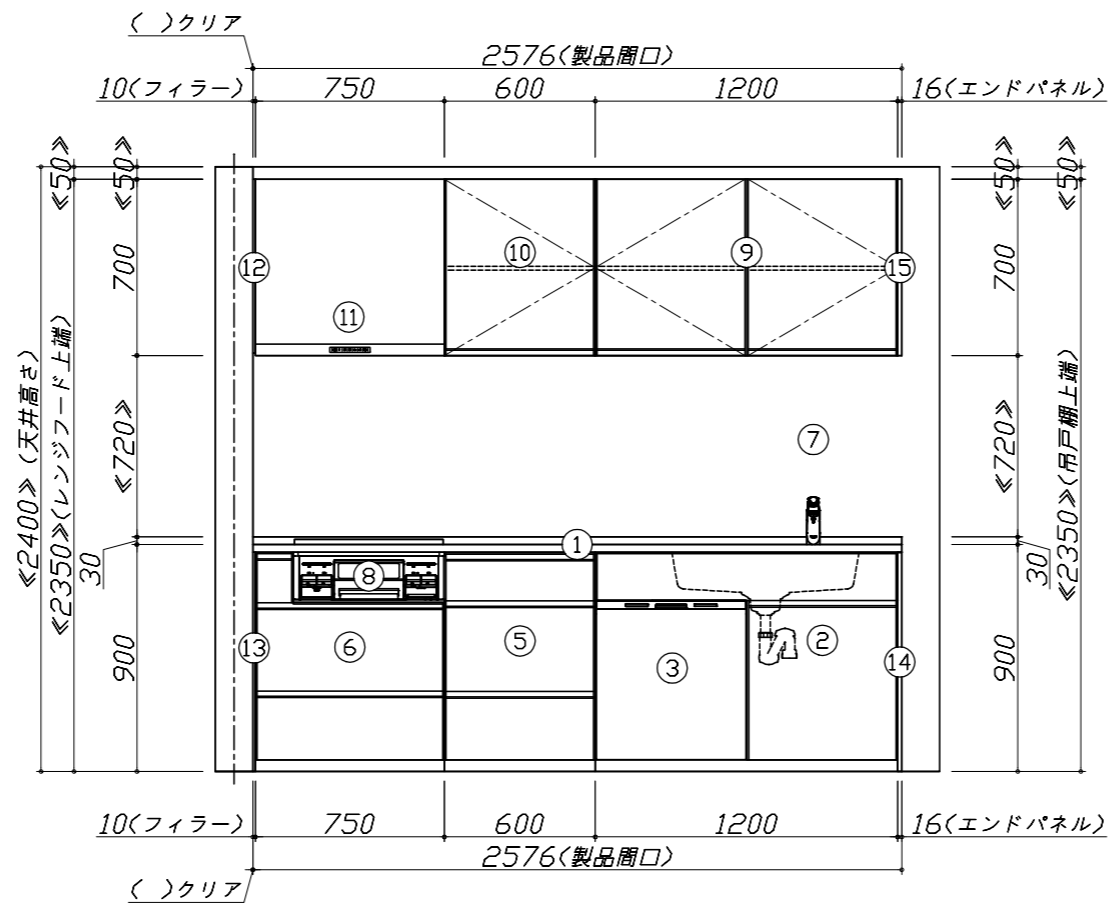 ( )クリア
2576(製品間口)
10(フィラー) 750 600 1200 16(エンドパネル)
≪50≫ ≪50≫ ≪50≫ ≪50≫
700 700
⑩ ⑨
⑫ ⑮
⑪
≪2400≫(天井高さ)
≪2350≫(レンジフード上端)
≪2350≫(吊戸棚上端)
≪720≫ ≪720≫
⑦
30 30
①
⑧
900 900
⑬ ⑥ ⑤ ③ ② ⑭
10(フィラー) 750 600 1200 16(エンドパネル)
2576(製品間口)
( )クリア